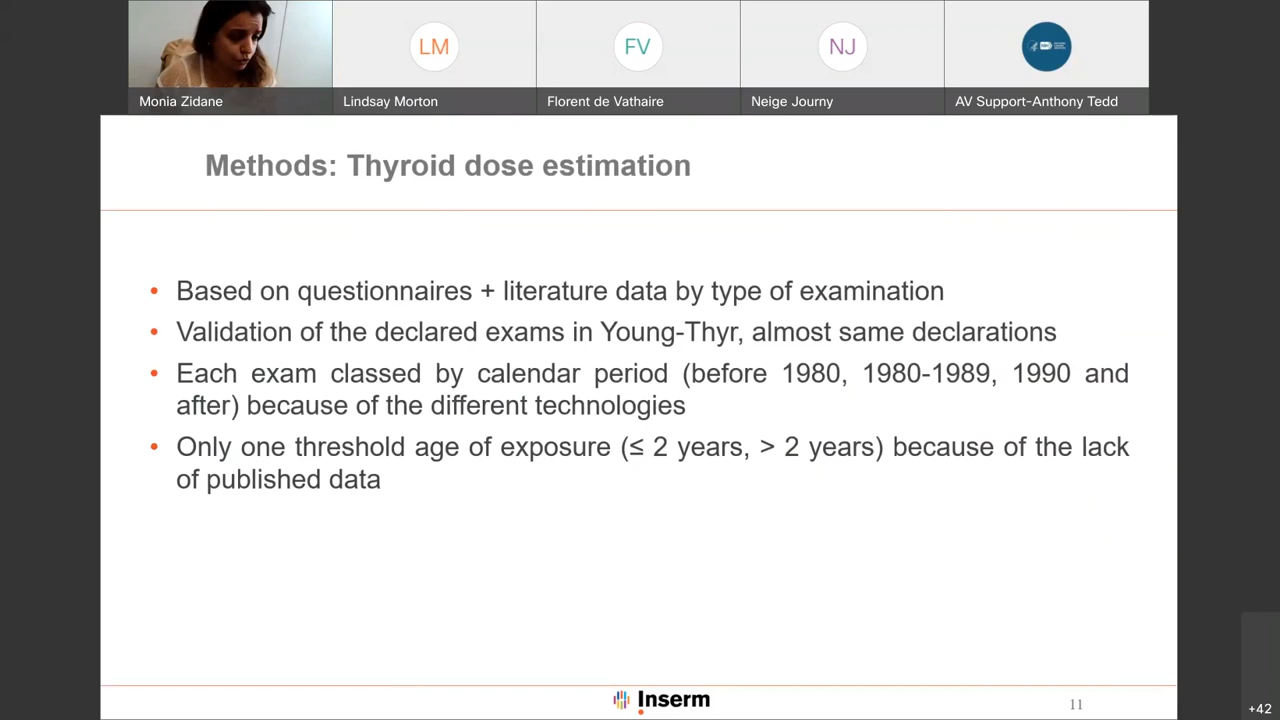 LM
FV
NJ
Monia Zidane
Lindsay Morton
Florent de Vathaire
Neige Journy
AV Support-Anthony Tedd
Methods: Thyroid dose estimation
• Based on questionnaires + literature data by type of examination
• Validation of the declared exams in Young-Thyr, almost same declarations
• Each exam classed by calendar period (before 1980, 1980-1989, 1990 and
after) because of the different technologies
• Only one threshold age of exposure (≤ 2 years, > 2 years) because of the lack
of published data
Inserm
11
+42